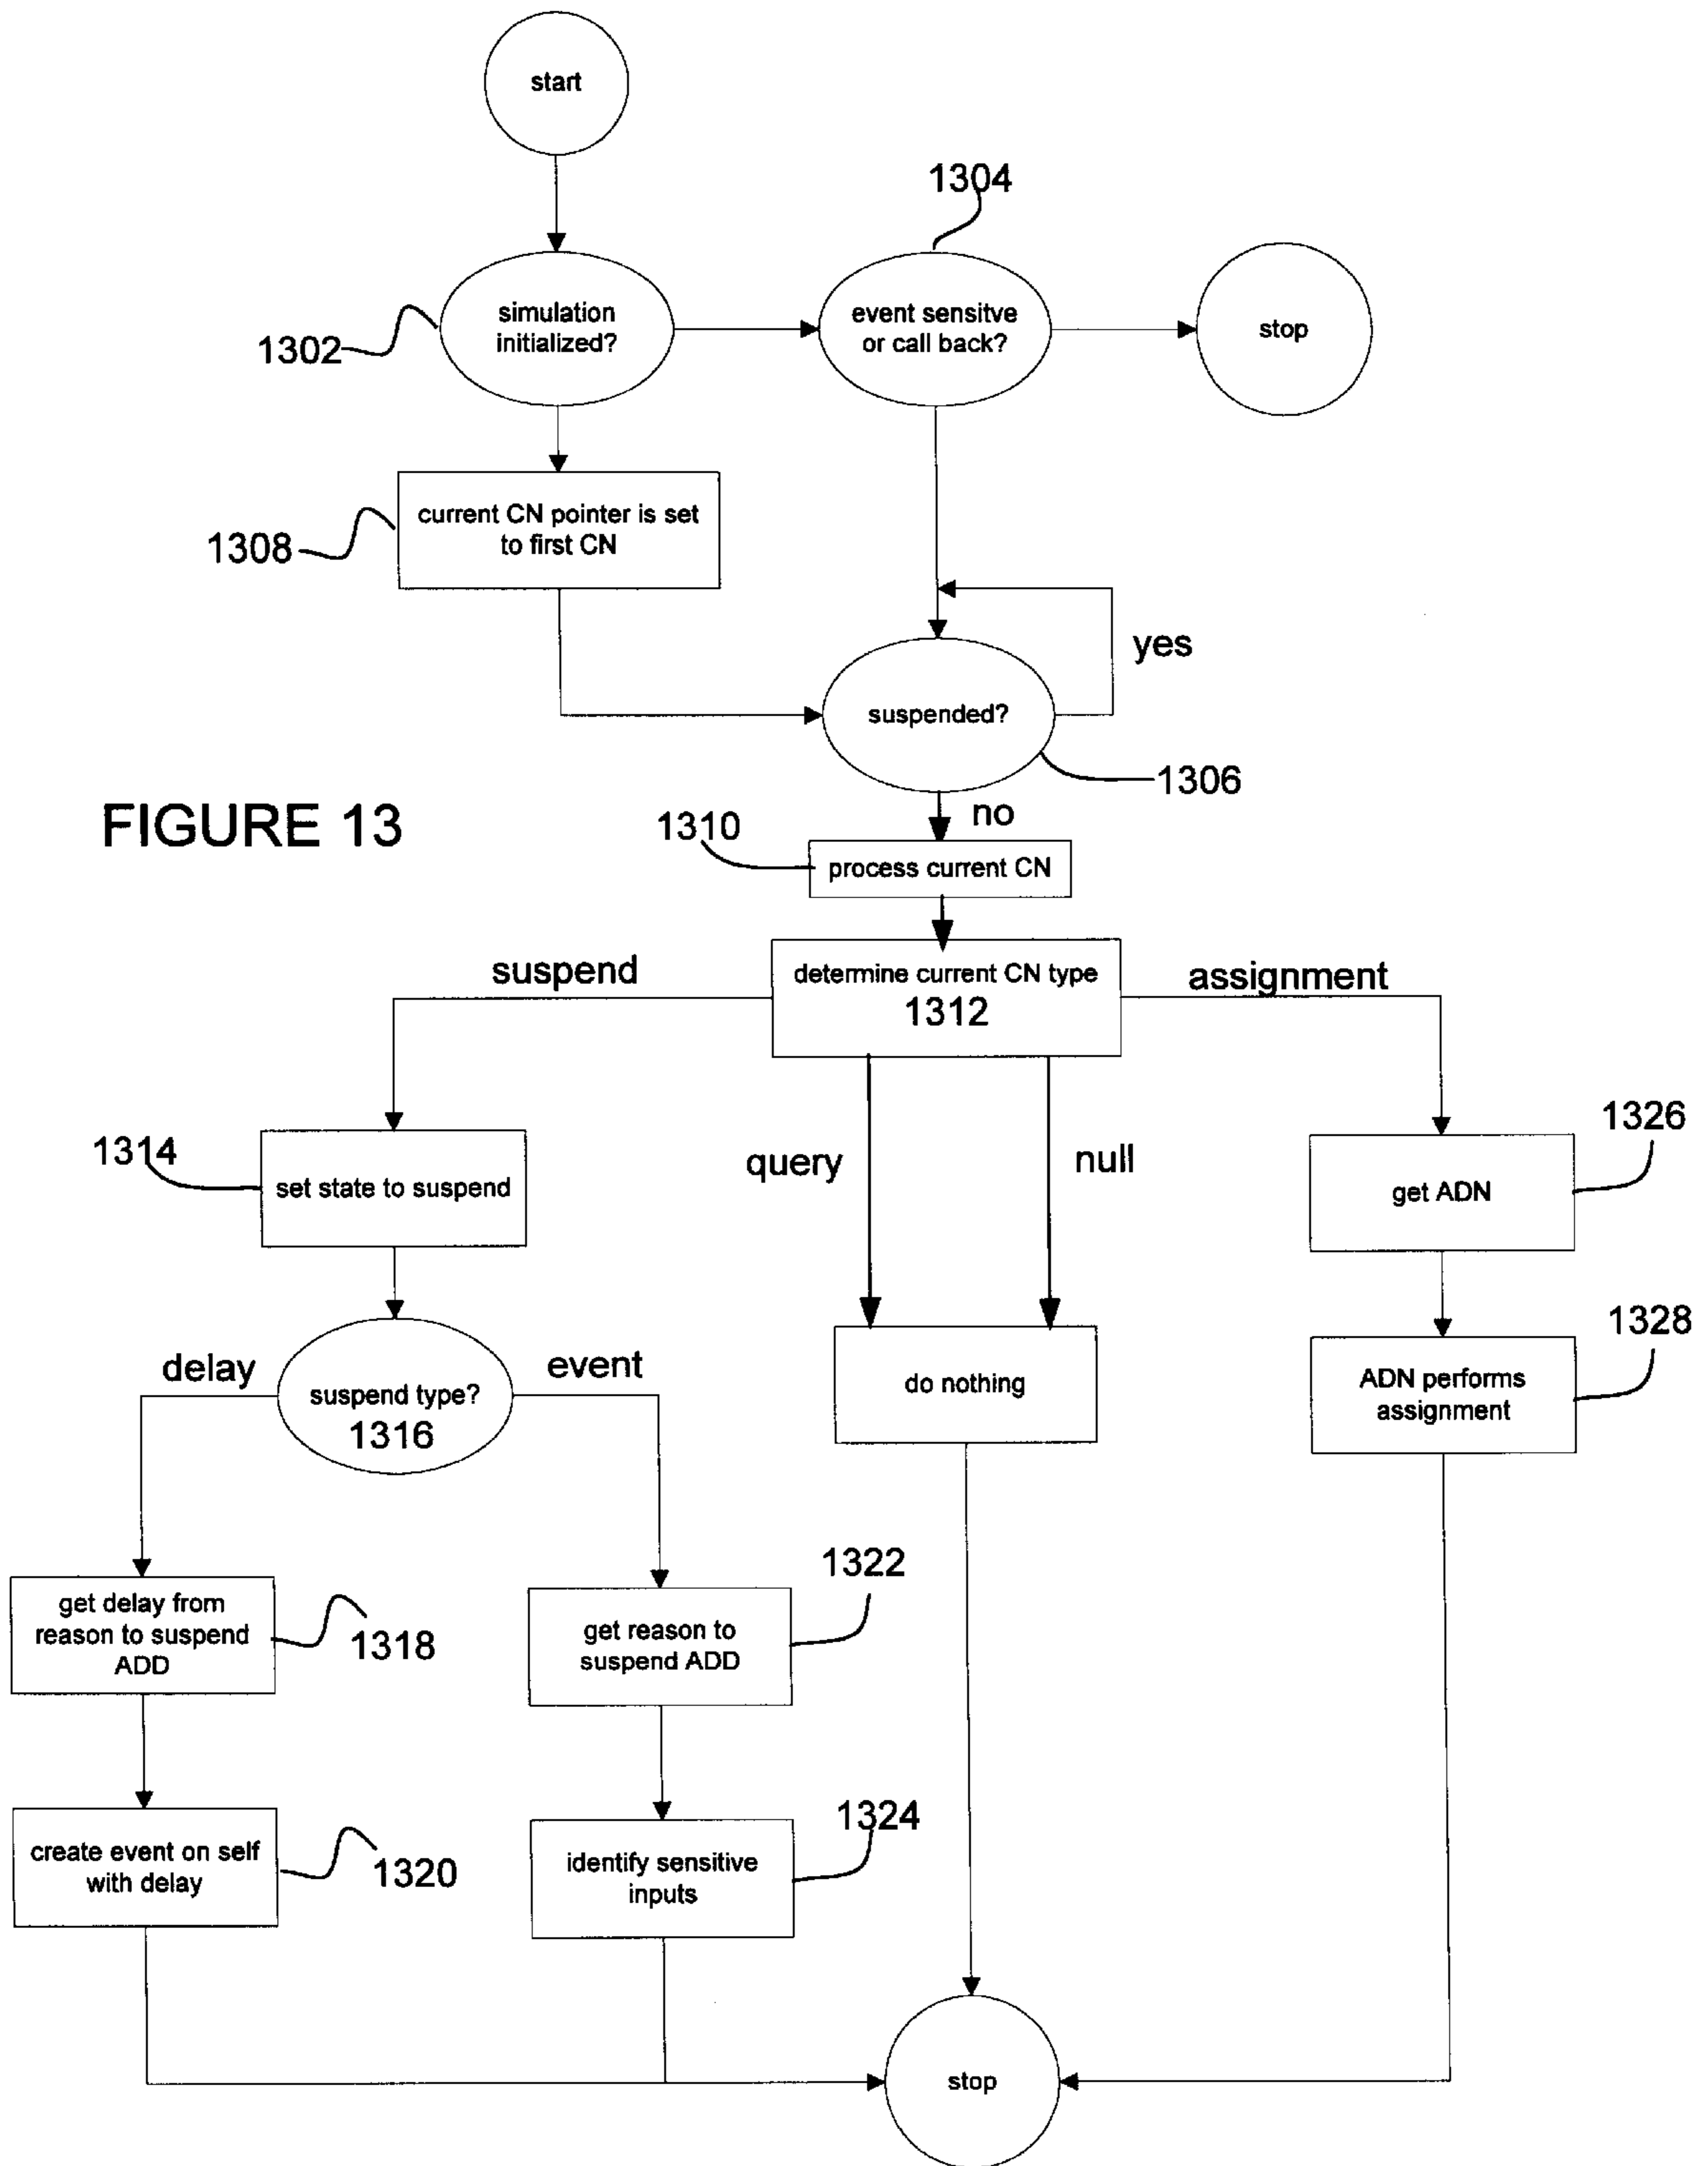 start
1304
simulation
initialized?
event sensitve
or call back?
stop
1302
current CN pointer is set
to first CN
1308
yes
suspended?
1306
FIGURE 13
no
1310
process current CN
suspend
determine current CN type
1312
assignment
1314
set state to suspend
query
null
1326
get ADN
delay
event
suspend type?
1316
do nothing
1328
ADN performs
assignment
get delay from
reason to suspend
ADD
1318
1322
get reason to
suspend ADD
create event on self
with delay
1320
1324
identify sensitive
inputs
stop